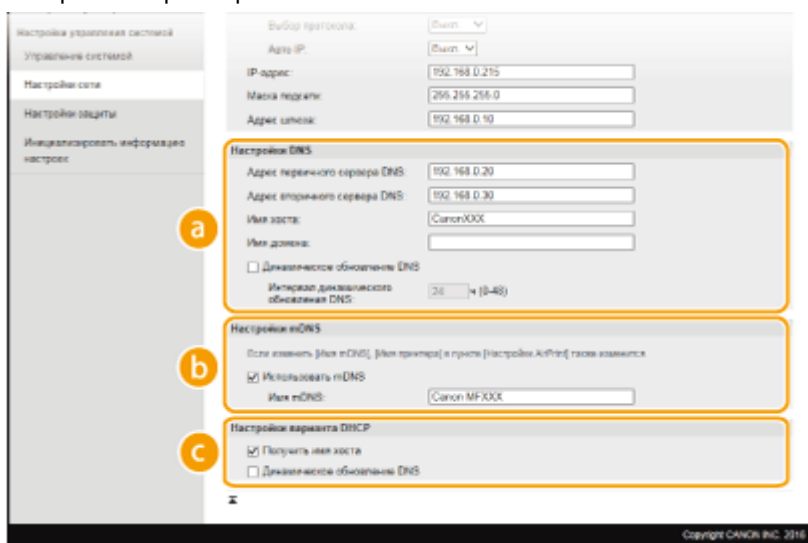 Настройки управления системой
Управление системой
Настройки сети
Настройки защиты
Инициализировать информацию
настроек
Выбор протокола: Выкл.
Авто IP: Выкл.
IP-адрес: 192.168.0.215
Маска подсети: 255.255.255.0
Адрес шлюза: 192.168.0.10
a
Настройки DNS
Адрес первичного сервера DNS: 192.168.0.20
Адрес вторичного сервера DNS: 192.168.0.30
Имя хоста: CanonXXX
Имя домена:
Динамическое обновление DNS
Интервал динамического
обновления DNS: 24 ч (0-48)
b
Настройки mDNS
Если изменить [Имя mDNS], [Имя принтера] в пункте [Настройки AirPrint] также изменится.
Использовать mDNS
Имя mDNS: Canon MFXXX
c
Настройки варианта DHCP
Получить имя хоста
Динамическое обновление DNS
Copyright CANON INC. 2016